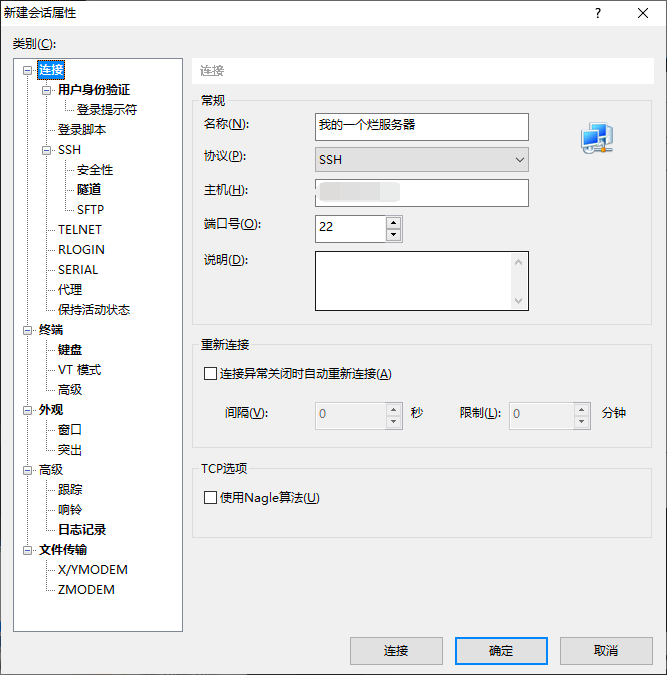 新建会话属性
类别(C):
连接
用户身份验证
登录提示符
登录脚本
SSH
安全性
隧道
SFTP
TELNET
RLOGIN
SERIAL
代理
保持活动状态
终端
键盘
VT 模式
高级
外观
窗口
突出
高级
跟踪
响铃
日志记录
文件传输
X/YMODEM
ZMODEM
连接
常规
名称(N): 我的一个烂服务器
协议(P): SSH
主机(H):
端口号(O): 22
说明(D):
重新连接
连接异常关闭时自动重新连接(A)
间隔(V): 0 秒 限制(L): 0 分钟
TCP选项
使用Nagle算法(U)
连接 确定 取消